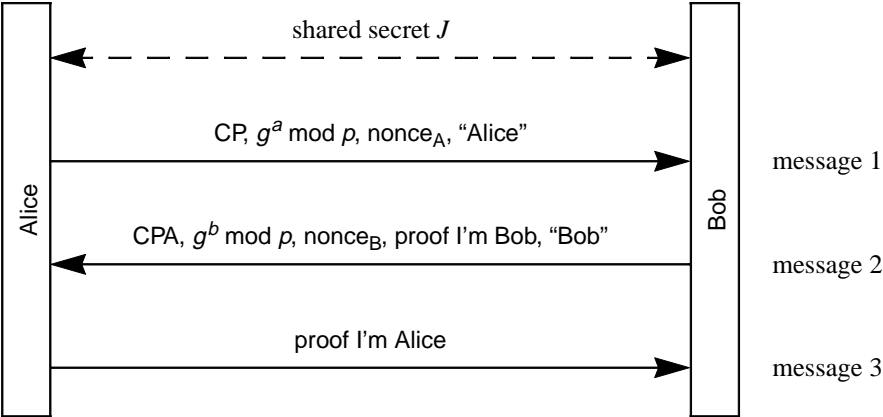 shared secret J
CP, g^a mod p, nonce_A, “Alice”
message 1
Alice
Bob
CPA, g^b mod p, nonce_B, proof I’m Bob, “Bob”
message 2
proof I’m Alice
message 3